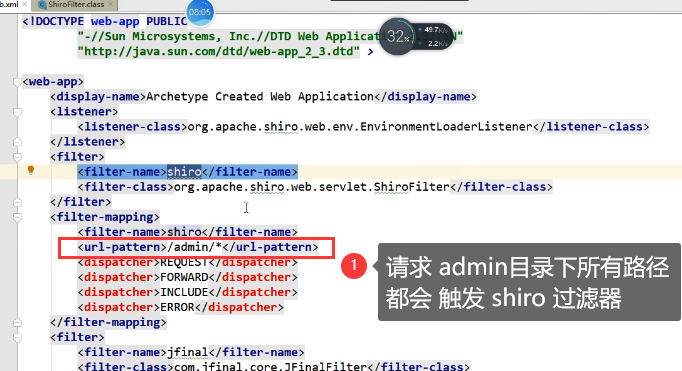 b.xml × ShiroFilter.class ×
08:05
<!DOCTYPE web-app PUBLIC
"-//Sun Microsystems, Inc.//DTD Web Applicati N"
"http://java.sun.com/dtd/web-app_2_3.dtd" >
32%
49.7K/s
2.2K/s
<web-app>
<display-name>Archetype Created Web Application</display-name>
<listener>
<listener-class>org.apache.shiro.web.env.EnvironmentLoaderListener</listener-class>
</listener>
<filter>
<filter-name>shiro</filter-name>
<filter-class>org.apache.shiro.web.servlet.ShiroFilter</filter-class>
</filter>
<filter-mapping>
<filter-name>shiro</filter-name>
<url-pattern>/admin/*</url-pattern>
<dispatcher>REQUEST</dispatcher>
<dispatcher>FORWARD</dispatcher>
<dispatcher>INCLUDE</dispatcher>
<dispatcher>ERROR</dispatcher>
</filter-mapping>
<filter>
<filter-name>jfinal</filter-name>
<filter-class>com.jfinal.core.JFinalFilter</filter-class>
1
请求 admin目录下所有路径
都会 触发 shiro 过滤器